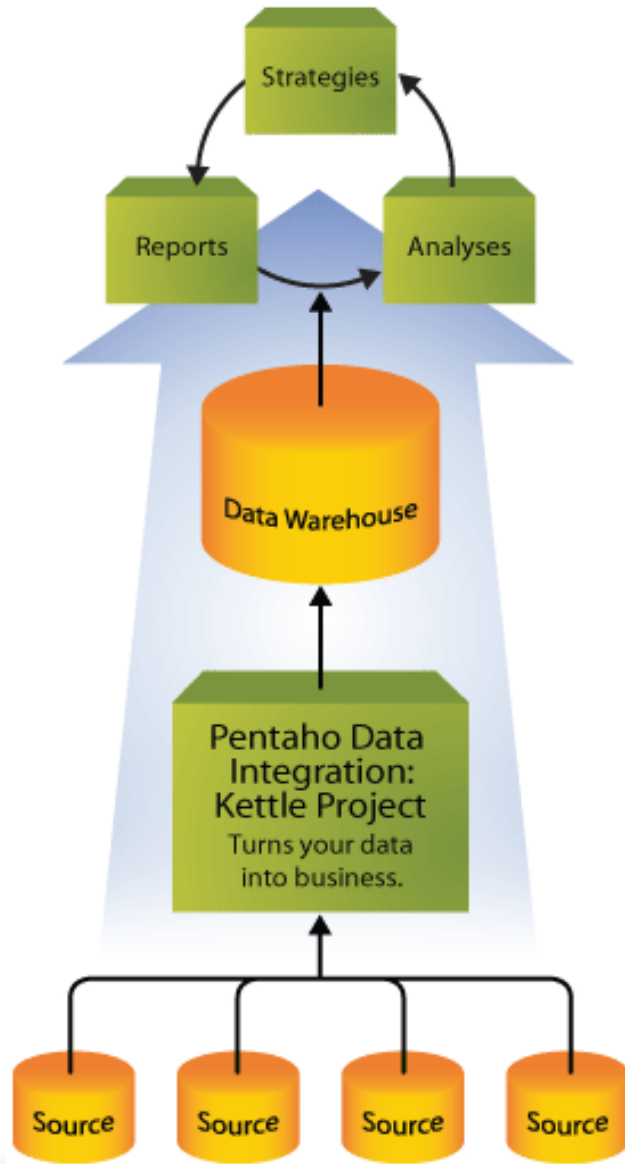 Strategies
Reports
Analyses
Data Warehouse
Pentaho Data
Integration:
Kettle Project
Turns your data
into business.
Source
Source
Source
Source